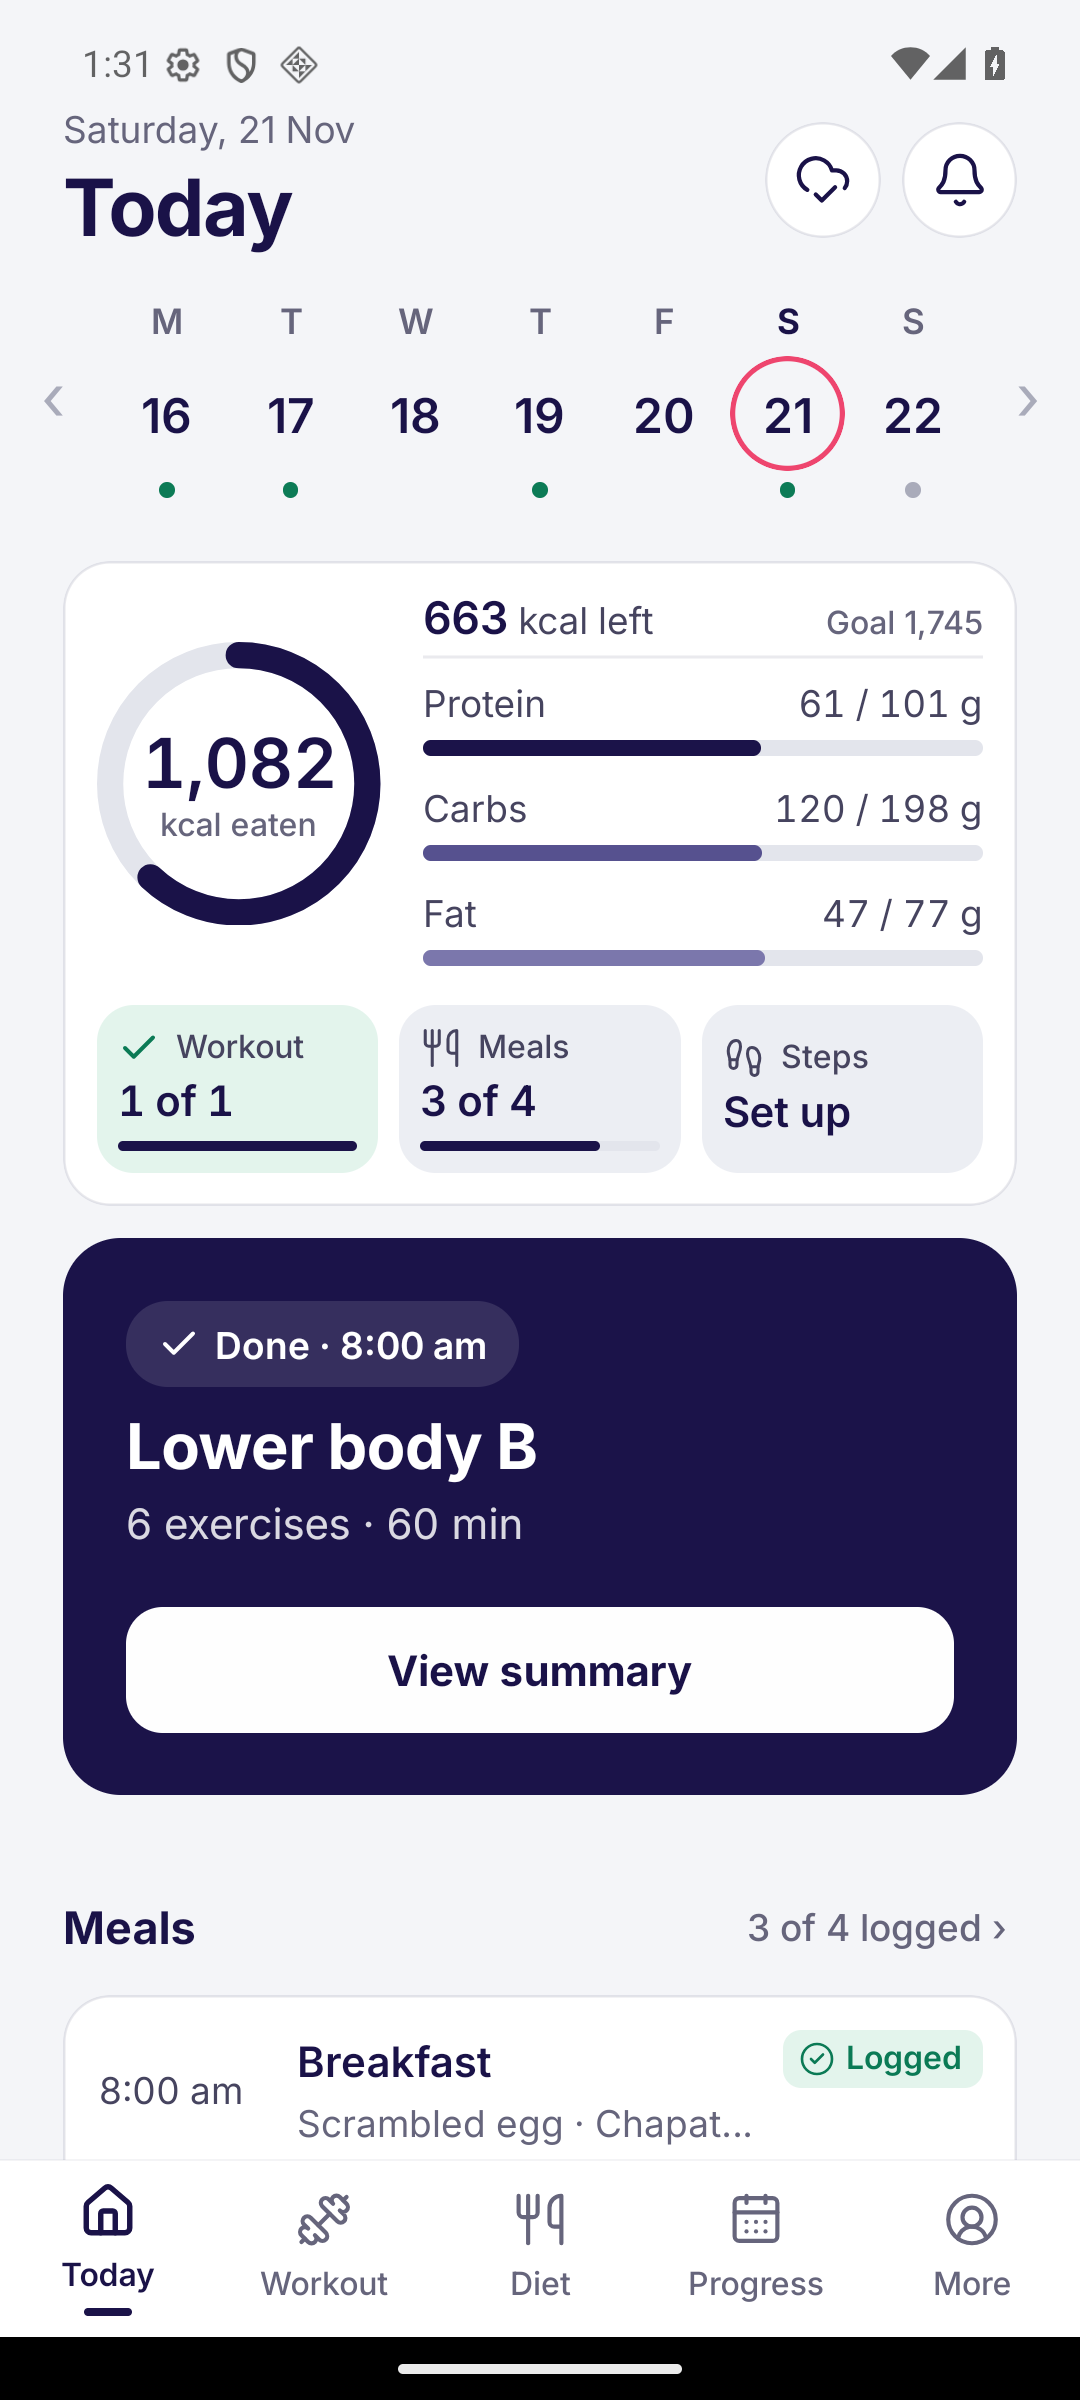 1:31
Saturday, 21 Nov
Today
M T W T F S S
‹ 16 17 18 19 20 21 22 ›
663 kcal left Goal 1,745
Protein 61 / 101 g
1,082
kcal eaten
Carbs 120 / 198 g
Fat 47 / 77 g
Workout
1 of 1
Meals
3 of 4
Steps
Set up
Done · 8:00 am
Lower body B
6 exercises · 60 min
View summary
Meals 3 of 4 logged ›
8:00 am
Breakfast
Logged
Scrambled egg · Chapat...
Today Workout Diet Progress More